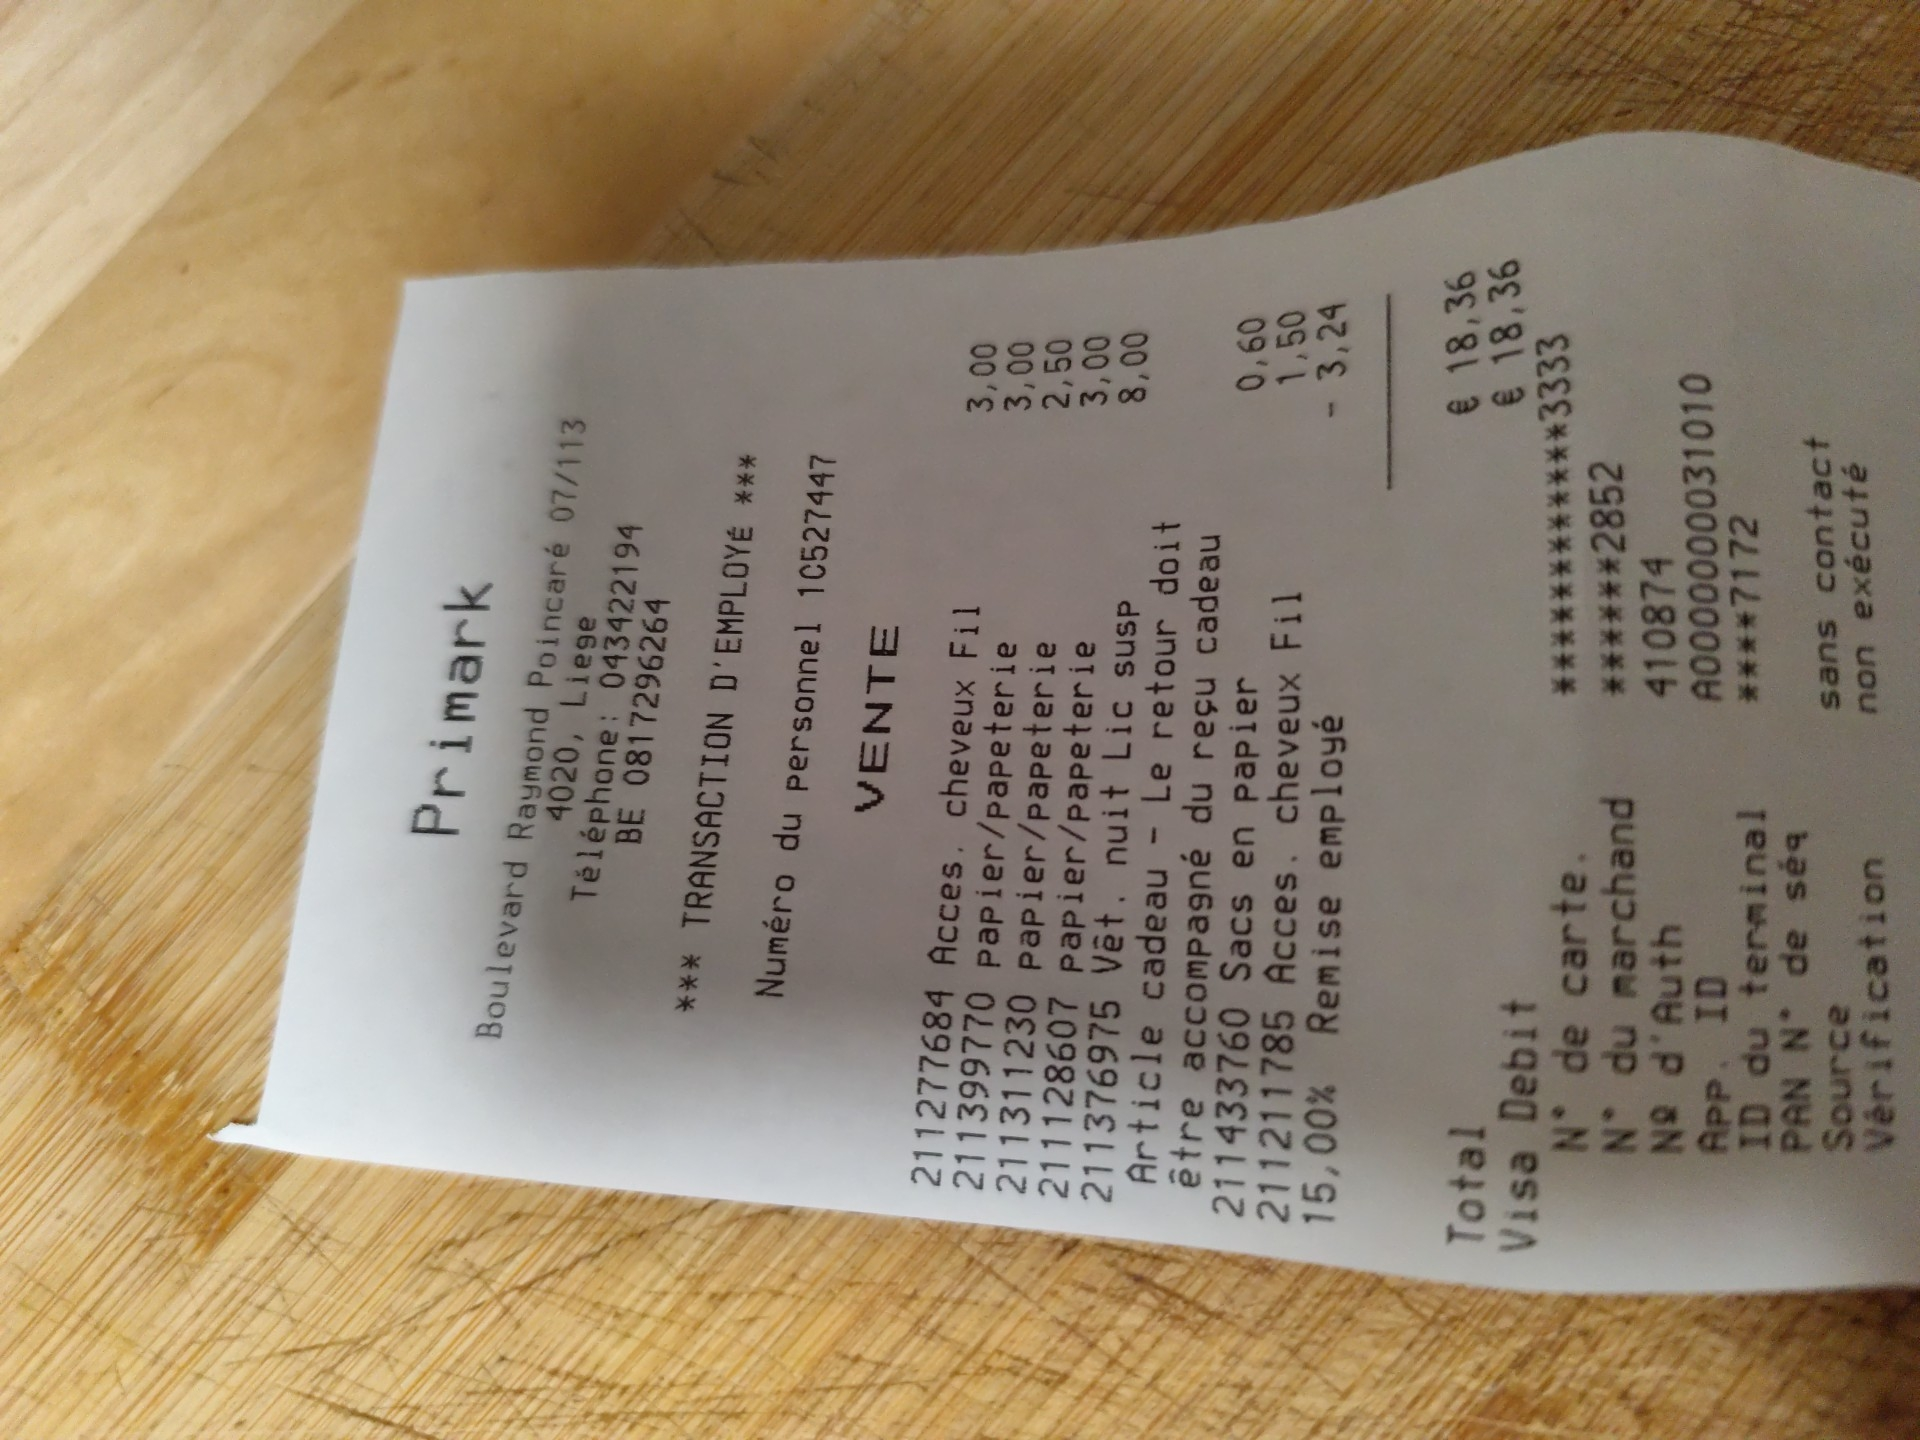 Primark
Boulevard Raymond Poincaré 07/113
4020, Liege
Téléphone: 043422194
BE 0817296264
*** TRANSACTION D'EMPLOYÉ ***
Numéro du personnel 1C527447
VENTE
211277684 Acces. cheveux Fil 3,00
211399770 papier/papeterie 3,00
211311230 papier/papeterie 2,50
211128607 papier/papeterie 3,00
211376975 Vêt. nuit Lic susp 8,00
Article cadeau - Le retour doit
être accompagné du reçu cadeau
211433760 Sacs en papier 0,60
211211785 Acces. cheveux Fil 1,50
15,00% Remise employé - 3,24
Total € 18,36
Visa Debit € 18,36
N° de carte. ************3333
N° du marchand ******2852
Nº d'Auth 410874
APP. ID A0000000031010
ID du terminal ****7172
PAN N° de séq
Source sans contact
Vérification non exécuté